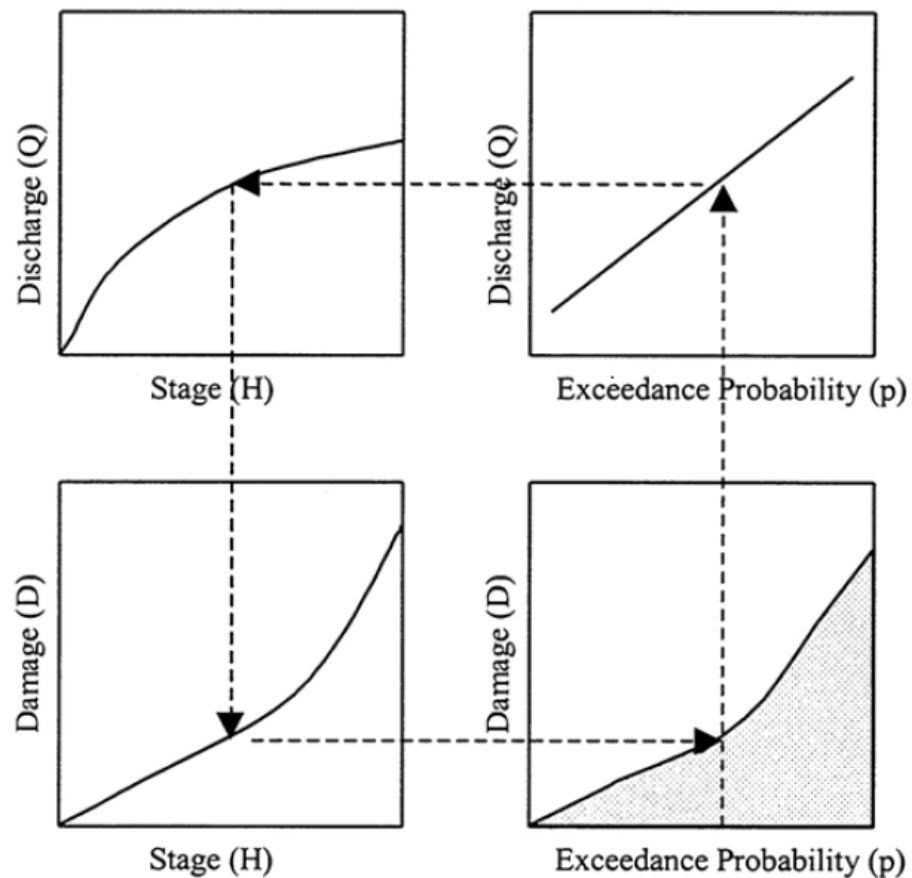 Discharge (Q)
Stage (H)
Discharge (Q)
Exceedance Probability (p)
Damage (D)
Stage (H)
Damage (D)
Exceedance Probability (p)